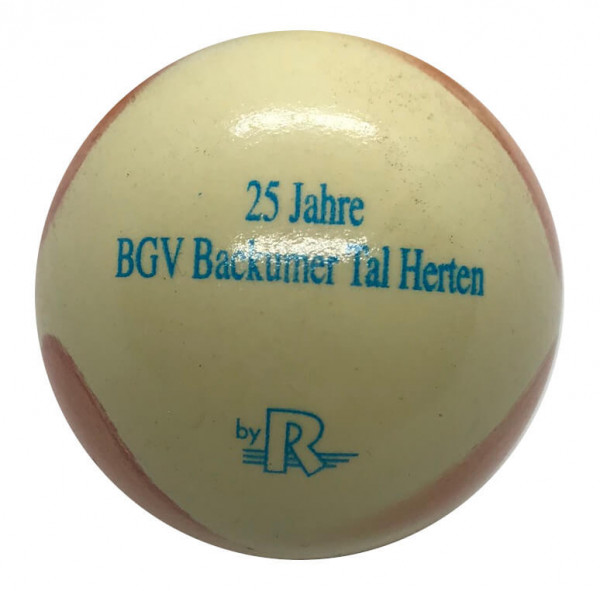 25 Jahre
BGV Backumer Tal Herten
by R